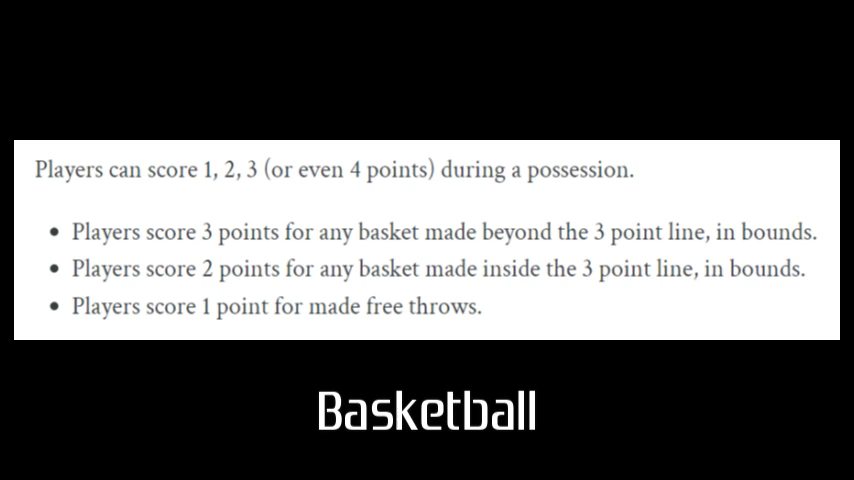 Players can score 1, 2, 3 (or even 4 points) during a possession.
• Players score 3 points for any basket made beyond the 3 point line, in bounds.
• Players score 2 points for any basket made inside the 3 point line, in bounds.
• Players score 1 point for made free throws.
Basketball